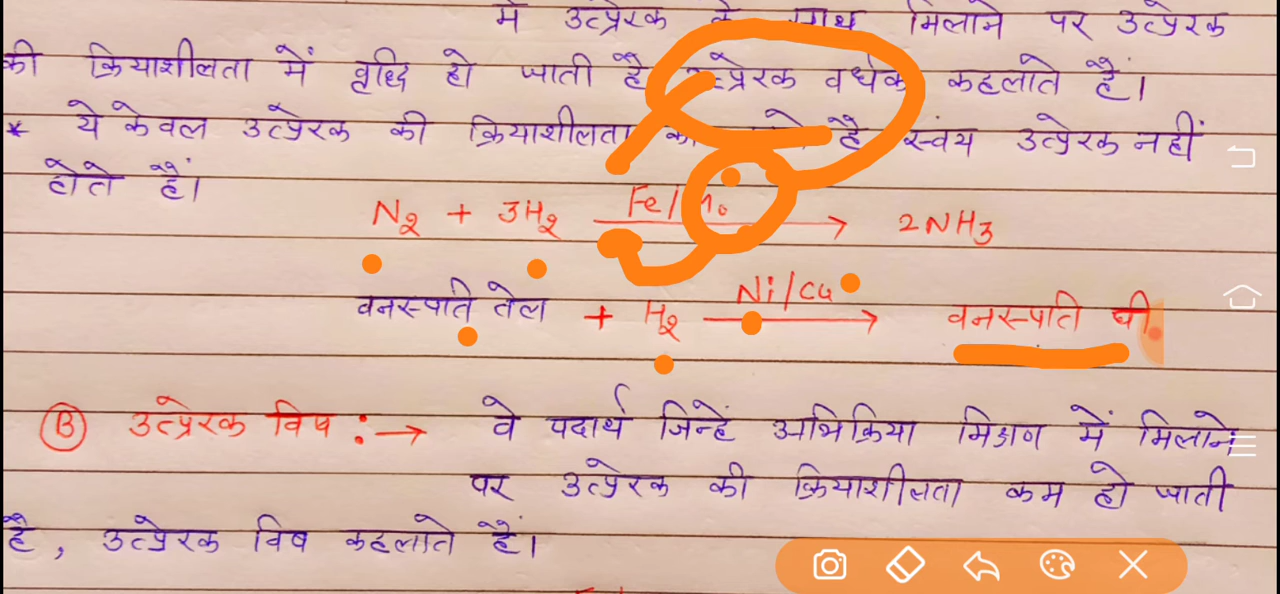 में उत्प्रेरक के साथ मिलाने पर उत्प्रेरक
की क्रियाशीलता में वृद्धि हो जाती है उत्प्रेरक वर्धक कहलाते हैं।
* ये केवल उत्प्रेरक की क्रियाशीलता है स्वंय उत्प्रेरक नहीं
होते हैं।
N₂ + 3H₂ Fe/Mo → 2NH₃
वनस्पति तेल + H₂ Ni/Cu → वनस्पति घी
Ⓑ उत्प्रेरक विष :→ वे पदार्थ जिन्हें अभिक्रिया मिश्रण में मिलाने
पर उत्प्रेरक की क्रियाशीलता कम हो जाती
है, उत्प्रेरक विष कहलाते हैं।